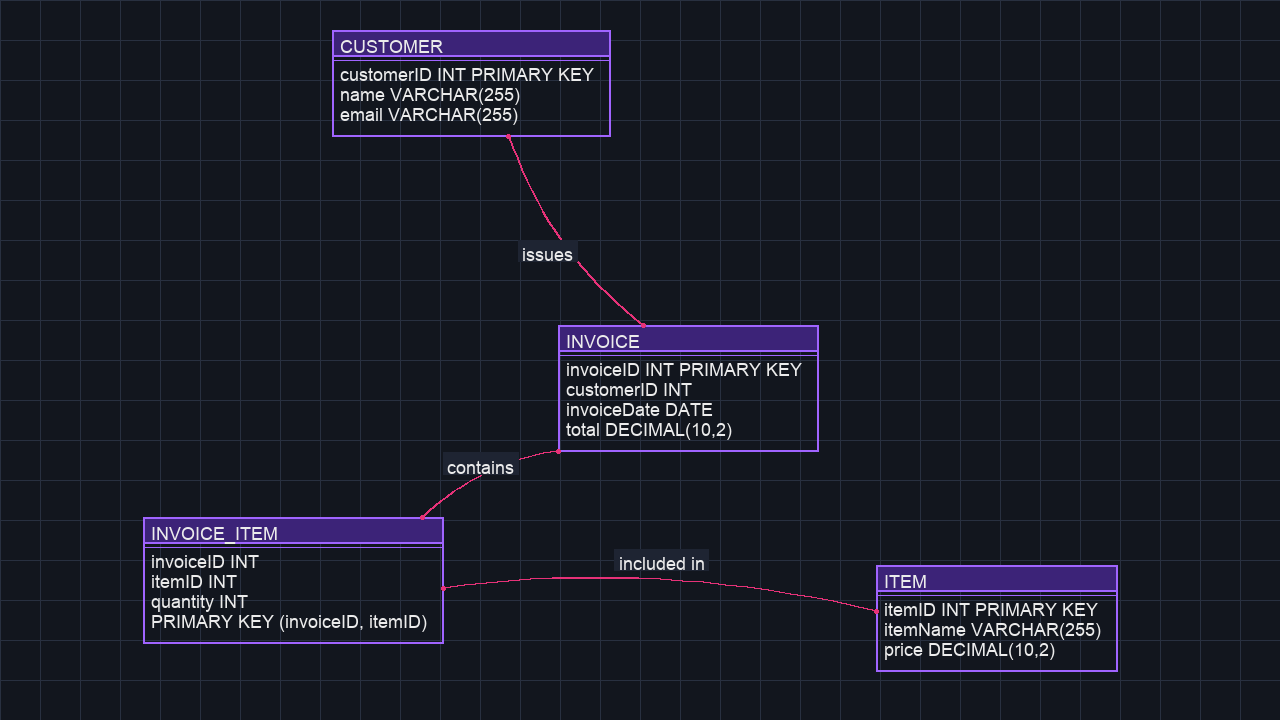 CUSTOMER
customerID INT PRIMARY KEY
name VARCHAR(255)
email VARCHAR(255)
issues
INVOICE
invoiceID INT PRIMARY KEY
customerID INT
invoiceDate DATE
total DECIMAL(10,2)
contains
INVOICE_ITEM
invoiceID INT
itemID INT
quantity INT
PRIMARY KEY (invoiceID, itemID)
included in
ITEM
itemID INT PRIMARY KEY
itemName VARCHAR(255)
price DECIMAL(10,2)